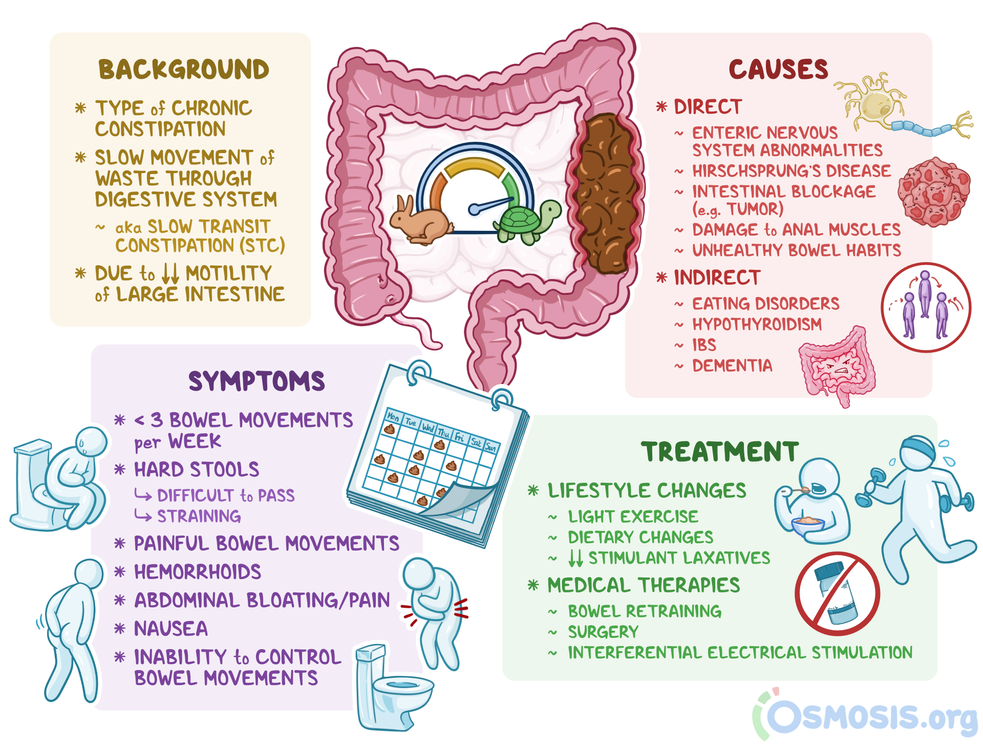 BACKGROUND
* TYPE of CHRONIC
CONSTIPATION
* SLOW MOVEMENT of
WASTE THROUGH
DIGESTIVE SYSTEM
~ aka SLOW TRANSIT
CONSTIPATION (STC)
* DUE to ↓↓ MOTILITY
of LARGE INTESTINE
CAUSES
* DIRECT
~ ENTERIC NERVOUS
SYSTEM ABNORMALITIES
~ HIRSCHSPRUNG'S DISEASE
~ INTESTINAL BLOCKAGE
(e.g. TUMOR)
~ DAMAGE to ANAL MUSCLES
~ UNHEALTHY BOWEL HABITS
* INDIRECT
~ EATING DISORDERS
~ HYPOTHYROIDISM
~ IBS
~ DEMENTIA
SYMPTOMS
* < 3 BOWEL MOVEMENTS
per WEEK
* HARD STOOLS
↳ DIFFICULT to PASS
↳ STRAINING
* PAINFUL BOWEL MOVEMENTS
* HEMORRHOIDS
* ABDOMINAL BLOATING/PAIN
* NAUSEA
* INABILITY to CONTROL
BOWEL MOVEMENTS
Mon Tue Wed Thu Fri Sat Sun
TREATMENT
* LIFESTYLE CHANGES
~ LIGHT EXERCISE
~ DIETARY CHANGES
~ ↓↓ STIMULANT LAXATIVES
* MEDICAL THERAPIES
~ BOWEL RETRAINING
~ SURGERY
~ INTERFERENTIAL ELECTRICAL STIMULATION
OSMOSIS.org